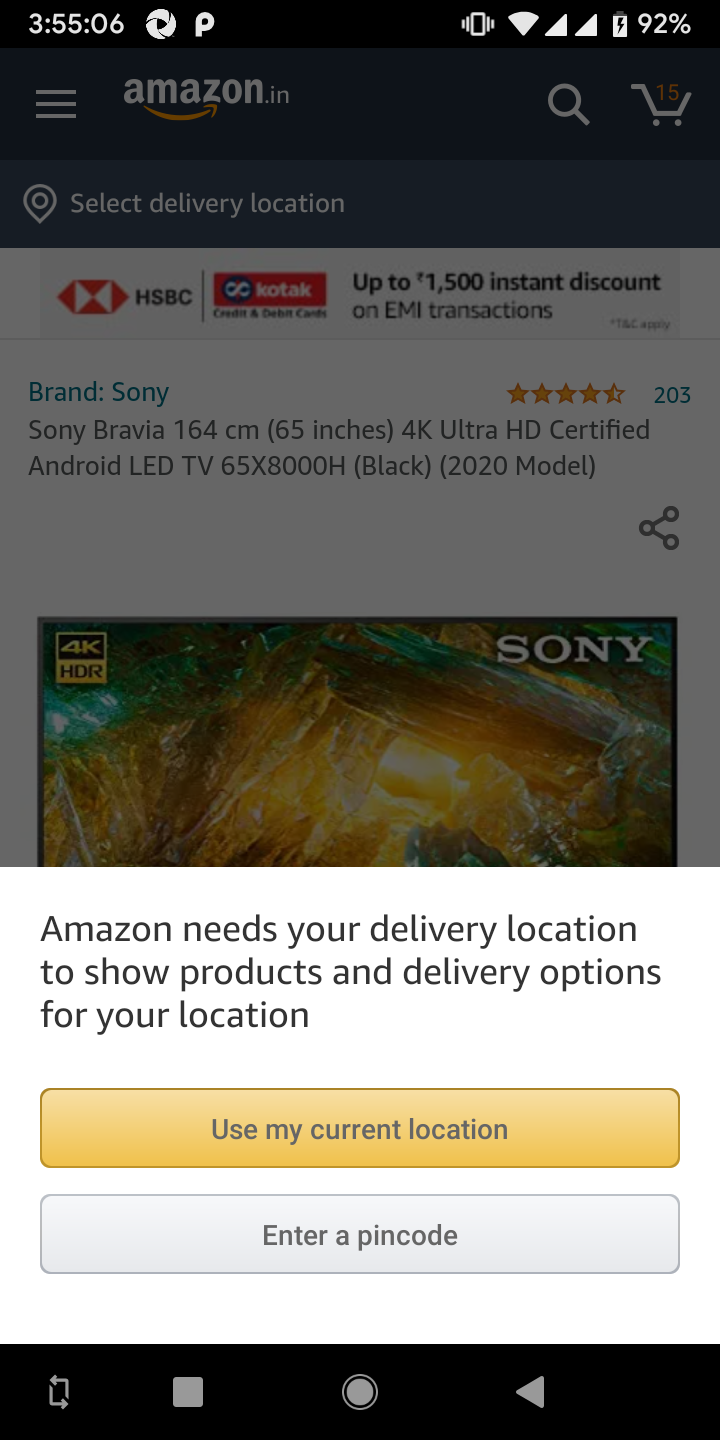 3:55:06 92%
amazon.in 15
Select delivery location
HSBC kotak Credit & Debit Cards Up to ₹1,500 instant discount on EMI transactions *T&C apply
Brand: Sony 203
Sony Bravia 164 cm (65 inches) 4K Ultra HD Certified
Android LED TV 65X8000H (Black) (2020 Model)
4K HDR SONY
Amazon needs your delivery location
to show products and delivery options
for your location
Use my current location
Enter a pincode